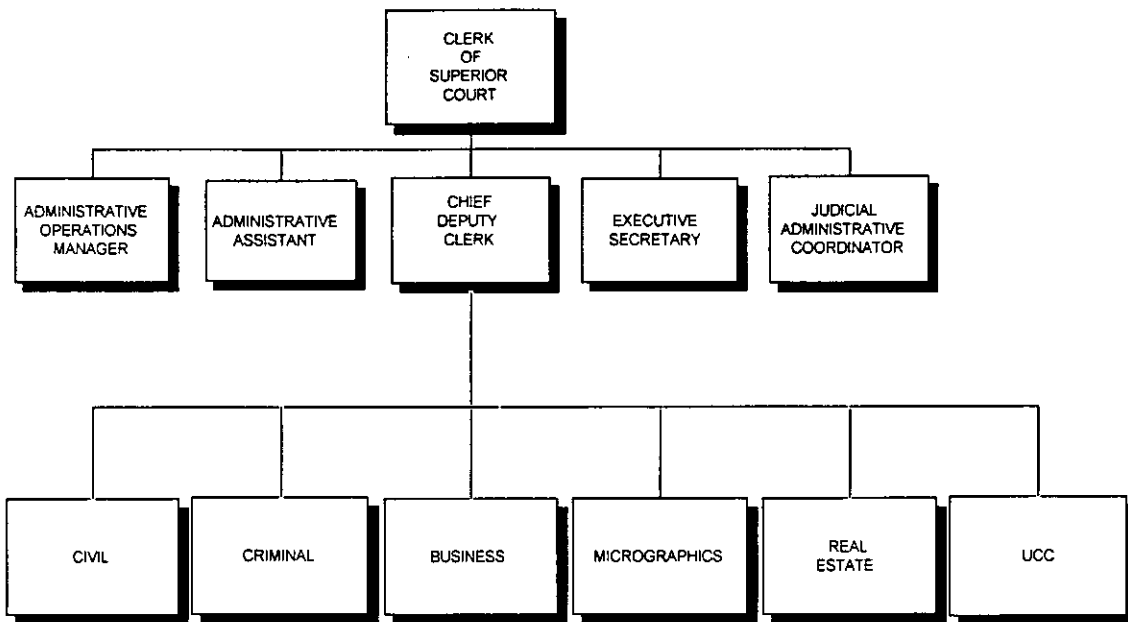 CLERK
OF
SUPERIOR
COURT
ADMINISTRATIVE
OPERATIONS
MANAGER
ADMINISTRATIVE
ASSISTANT
CHIEF
DEPUTY
CLERK
EXECUTIVE
SECRETARY
JUDICIAL
ADMINISTRATIVE
COORDINATOR
CIVIL
CRIMINAL
BUSINESS
MICROGRAPHICS
REAL
ESTATE
UCC